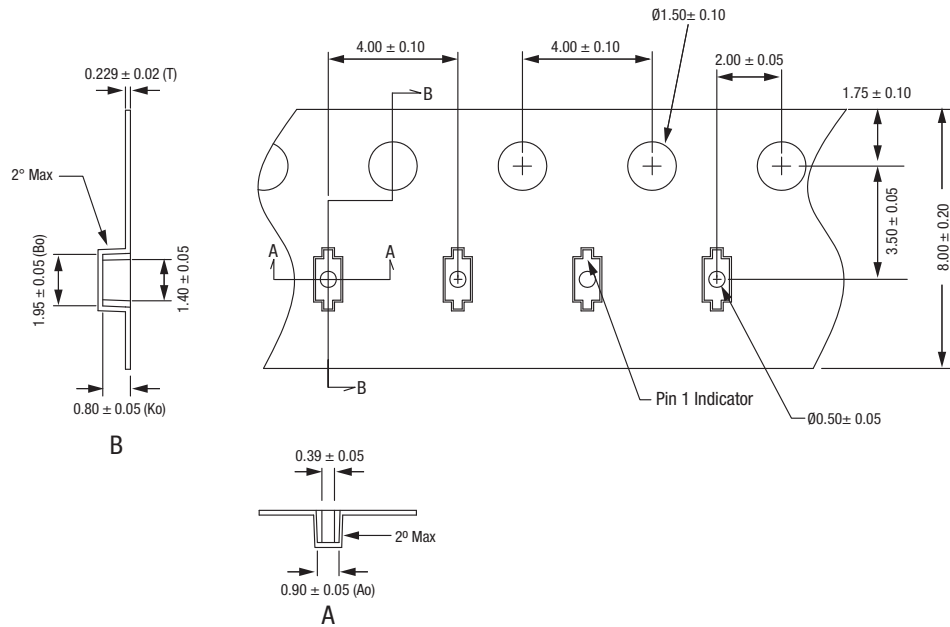 Ø1.50± 0.10
4.00 ± 0.10
4.00 ± 0.10
2.00 ± 0.05
0.229 ± 0.02 (T)
B
1.75 ± 0.10
2° Max
3.50 ± 0.05
8.00 ± 0.20
A
A
1.95 ± 0.05 (Bo)
1.40 ± 0.05
B
Pin 1 Indicator
0.80 ± 0.05 (Ko)
Ø0.50± 0.05
B
0.39 ± 0.05
2º Max
0.90 ± 0.05 (Ao)
A